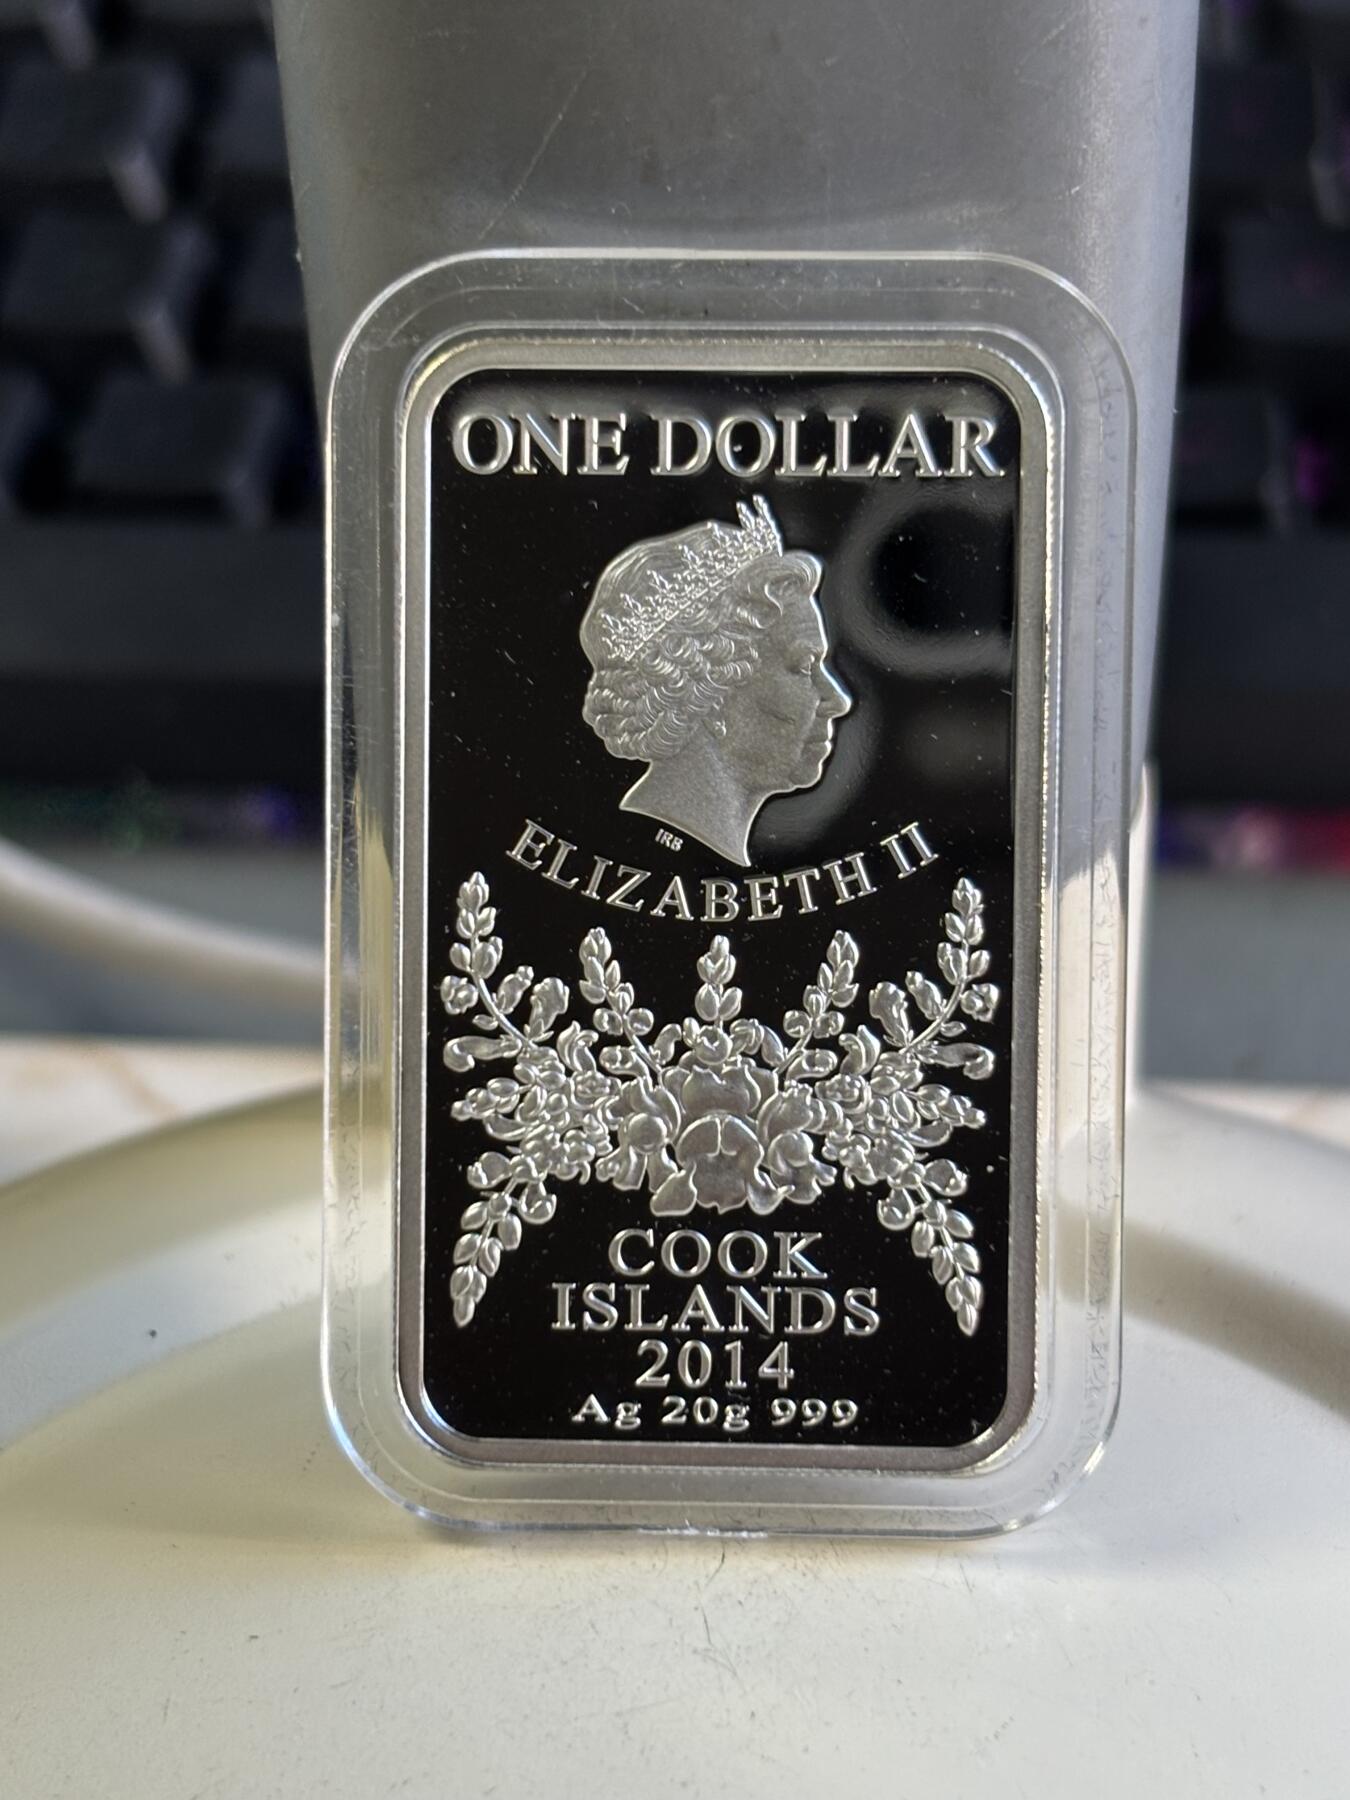 ONE DOLLAR
IRB
ELIZABETH II
COOK
ISLANDS
2014
Ag 20g 999